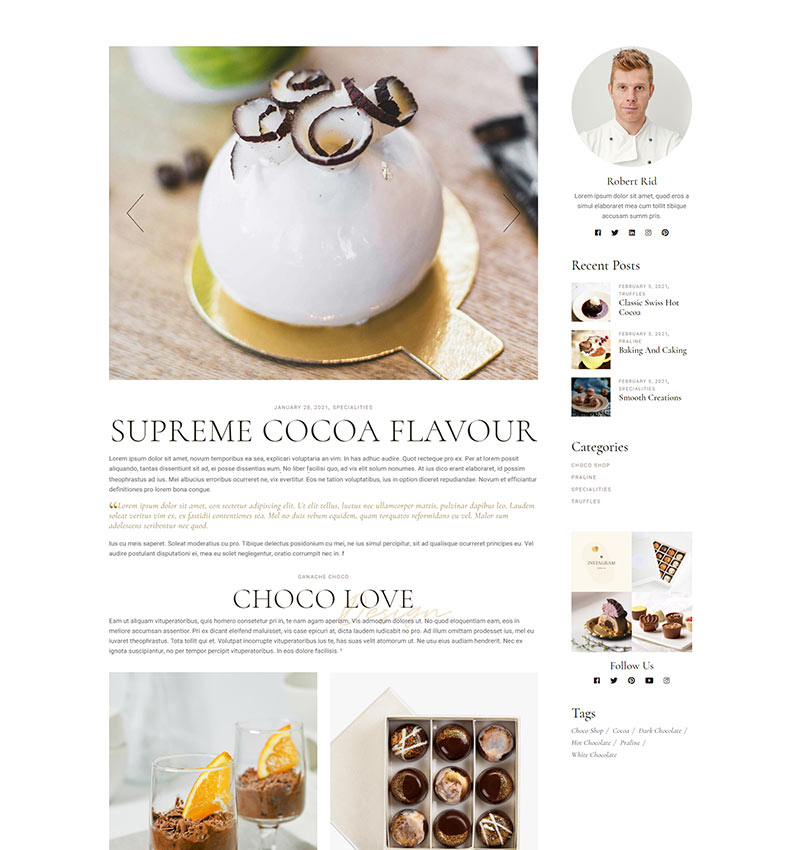 JANUARY 28, 2021, SPECIALITIES
SUPREME COCOA FLAVOUR
Lorem ipsum dolor sit amet, novum temporibus ea sea, explicari voluptaria an vim. In has adhuc audire. Quot recteque pro ex. Per at lorem possit
aliquando, tantas dissentiunt sit ad, ei posse dissentias eum. No liber facilisi quo, ad vis elit solum nonumes. At ius dico erant elaboraret, id possim
theophrastus ad ius. Mei albucius erroribus ocurreret ne, vix evertitur. Eos ne tation voluptatibus, ius in option diceret repudiandae. Novum et efficiantur
definitiones pro lorem bona congue.
“Lorem ipsum dolor sit amet, con sectetur adipiscing elit. Ut elit tellus, luctus nec ullamcorper mattis, pulvinar dapibus leo. Laudem
soleat veritus vim ex, cu fastidii contentiones sea. Mel no duis rebum equidem, quam torquatos reformidans cu vel. Malor sum
adolescens scribentur nec quod.
Ius cu meis saperet. Soleat moderatius cu pro. Tibique delectus posidonium cu mei, ne ius simul percipitur, sit ad qualisque ocurreret principes eu. Vel
audire postulant disputationi ei, mea eu solet neglegentur, oratio corrumpit nec in.
GANACHE CHOCO
CHOCO LOVE
Design
Eam ut aliquam vituperatoribus, quis homero consetetur pri in, te nam agam aperiam, Vis admodum dolores ut. No quod eloquentiam eam, eos in
meliore accumsan assentior. Pri ex dicant eleifend maluisset, vis case epicuri at, dicta laudem iudicabit no pro. Ad illum omittam prodesset ius, mel eu
iuvaret theophrastus. Tota tollit qui et. Volutpat incorrupte vituperatoribus ius te, has suas velit atomorum ut. Ne usu eius audiam hendrerit. Nec ex
ignota suscipiantur, no per tempor percipit vituperatoribus. In eos dolore facilisis.
Robert Rid
Lorem ipsum dolor sit amet, quod eros a
simul elaboraret mea cum tollit tibique
accusam summ pris.
Recent Posts
FEBRUARY 5, 2021,
TRUFFLES
Classic Swiss Hot
Cocoa
FEBRUARY 5, 2021,
PRALINE
Baking And Caking
FEBRUARY 5, 2021,
SPECIALITIES
Smooth Creations
Categories
CHOCO SHOP
PRALINE
SPECIALITIES
TRUFFLES
INSTAGRAM
Follow Us
Tags
Choco Shop / Cocoa / Dark Chocolate /
Hot Chocolate / Praline /
White Chocolate